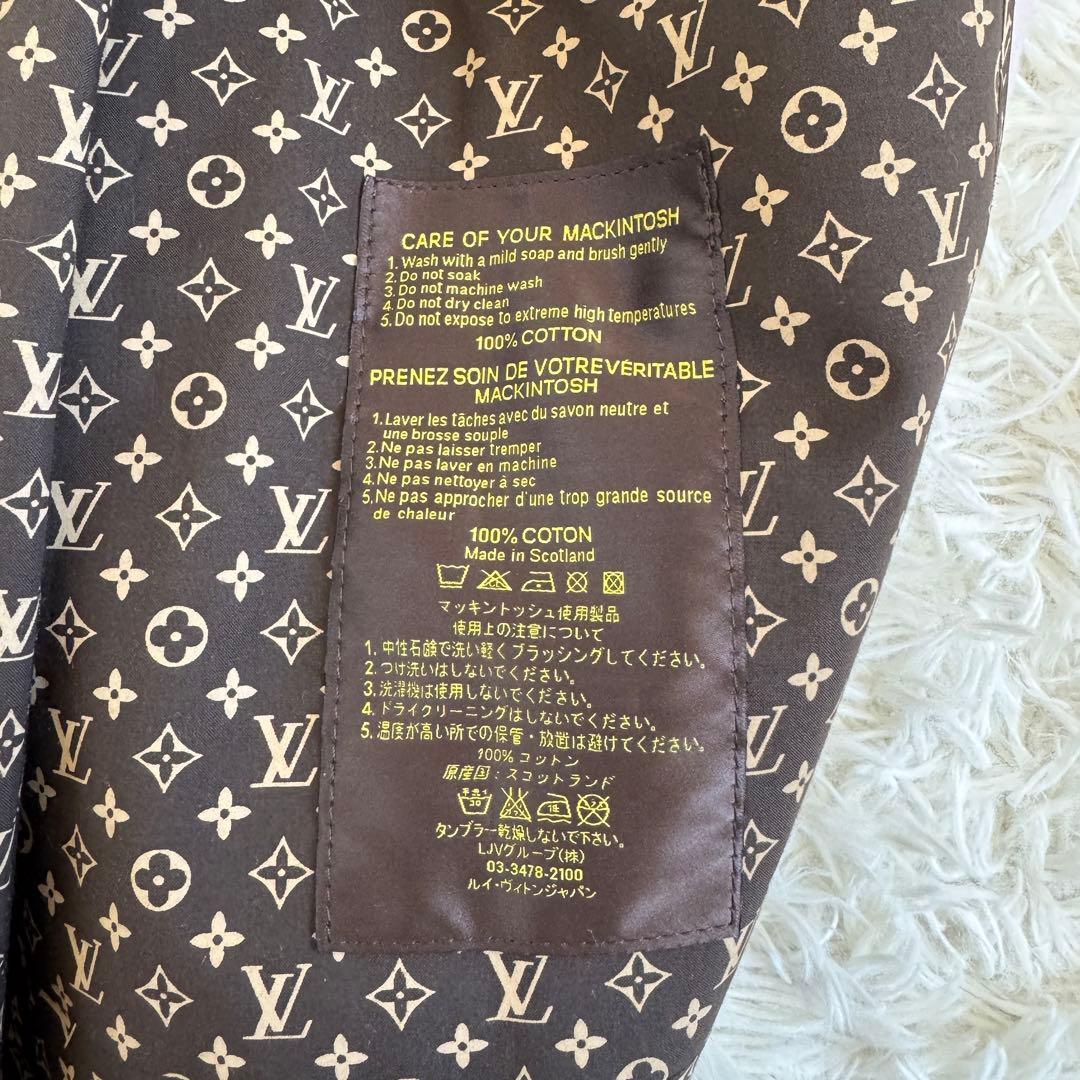 CARE OF YOUR MACKINTOSH
1. Wash with a mild soap and brush gently
2. Do not soak
3. Do not machine wash
4. Do not dry clean
5. Do not expose to extreme high temperatures
100% COTTON
PRENEZ SOIN DE VOTRE VÉRITABLE
MACKINTOSH
1. Laver les tâches avec du savon neutre et
une brosse souple
2. Ne pas laisser tremper
3. Ne pas laver en machine
4. Ne pas nettoyer à sec
5. Ne pas approcher d'une trop grande source
de chaleur
100% COTON
Made in Scotland
マッキントッシュ使用製品
使用上の注意について
1. 中性石鹸で洗い軽くブラッシングしてください。
2. つけ洗いはしないでください。
3. 洗濯機は使用しないでください。
4. ドライクリーニングはしないでください。
5. 温度が高い所での保管・放置は避けてください。
100% コットン
原産国：スコットランド
手洗イ
30
低
タンブラー乾燥しないで下さい。
LJVグループ(株)
03-3478-2100
ルイ・ヴィトンジャパン